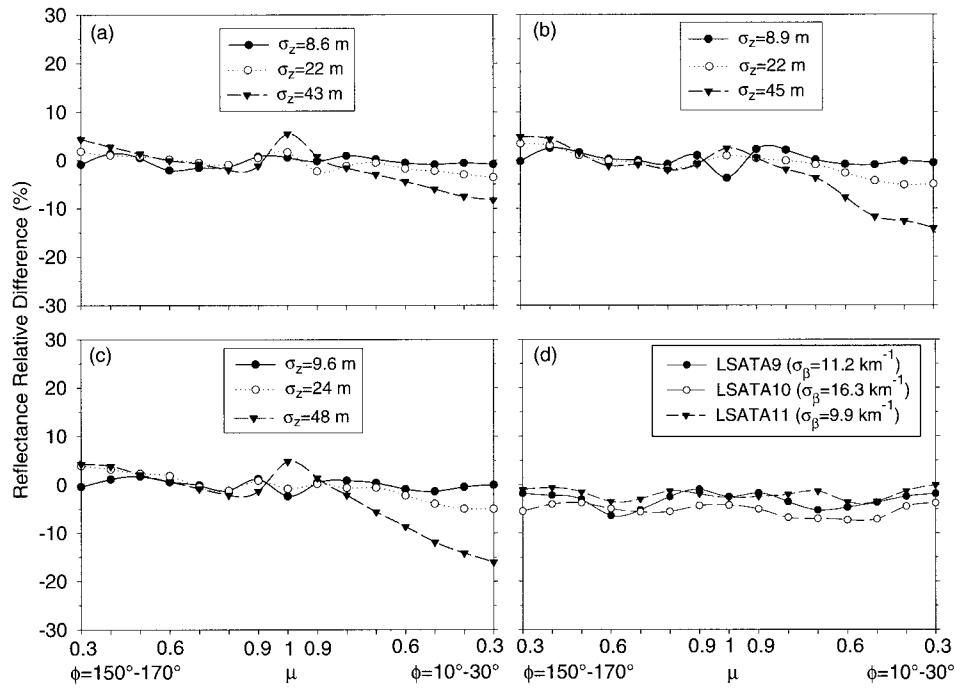 Reflectance Relative Difference (%)
30
20
10
0
-10
-20
-30
(a)
σz=8.6 m
σz=22 m
σz=43 m
(b)
σz=8.9 m
σz=22 m
σz=45 m
30
20
10
0
-10
-20
-30
(c)
σz=9.6 m
σz=24 m
σz=48 m
(d)
LSATA9 (σβ=11.2 km⁻¹)
LSATA10 (σβ=16.3 km⁻¹)
LSATA11 (σβ=9.9 km⁻¹)
0.3 0.6 0.9 1 0.9 0.6 0.3
ϕ=150°-170° μ ϕ=10°-30°
0.3 0.6 0.9 1 0.9 0.6 0.3
ϕ=150°-170° μ ϕ=10°-30°